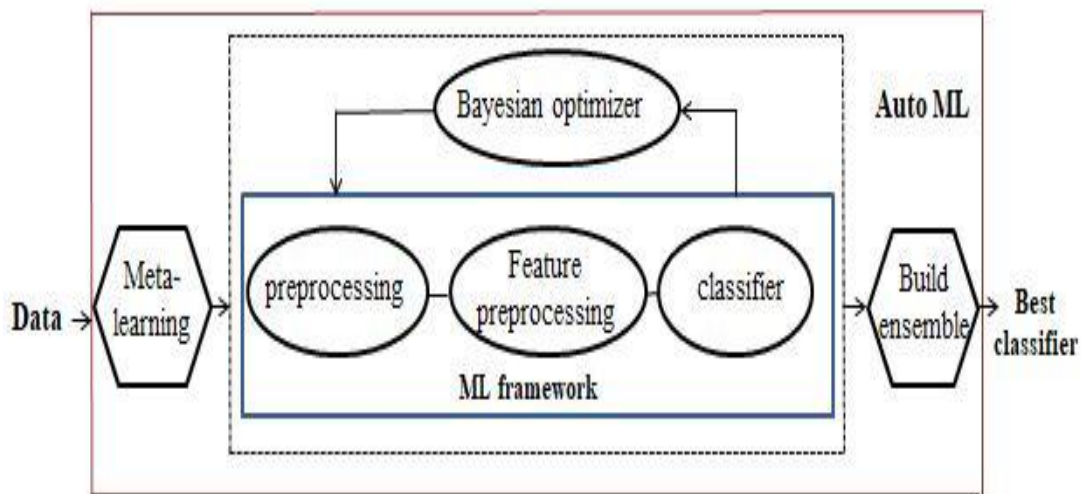 Bayesian optimizer
Auto ML
Data
Meta-
learning
preprocessing
Feature
preprocessing
classifier
ML framework
Build
ensemble
Best
classifier